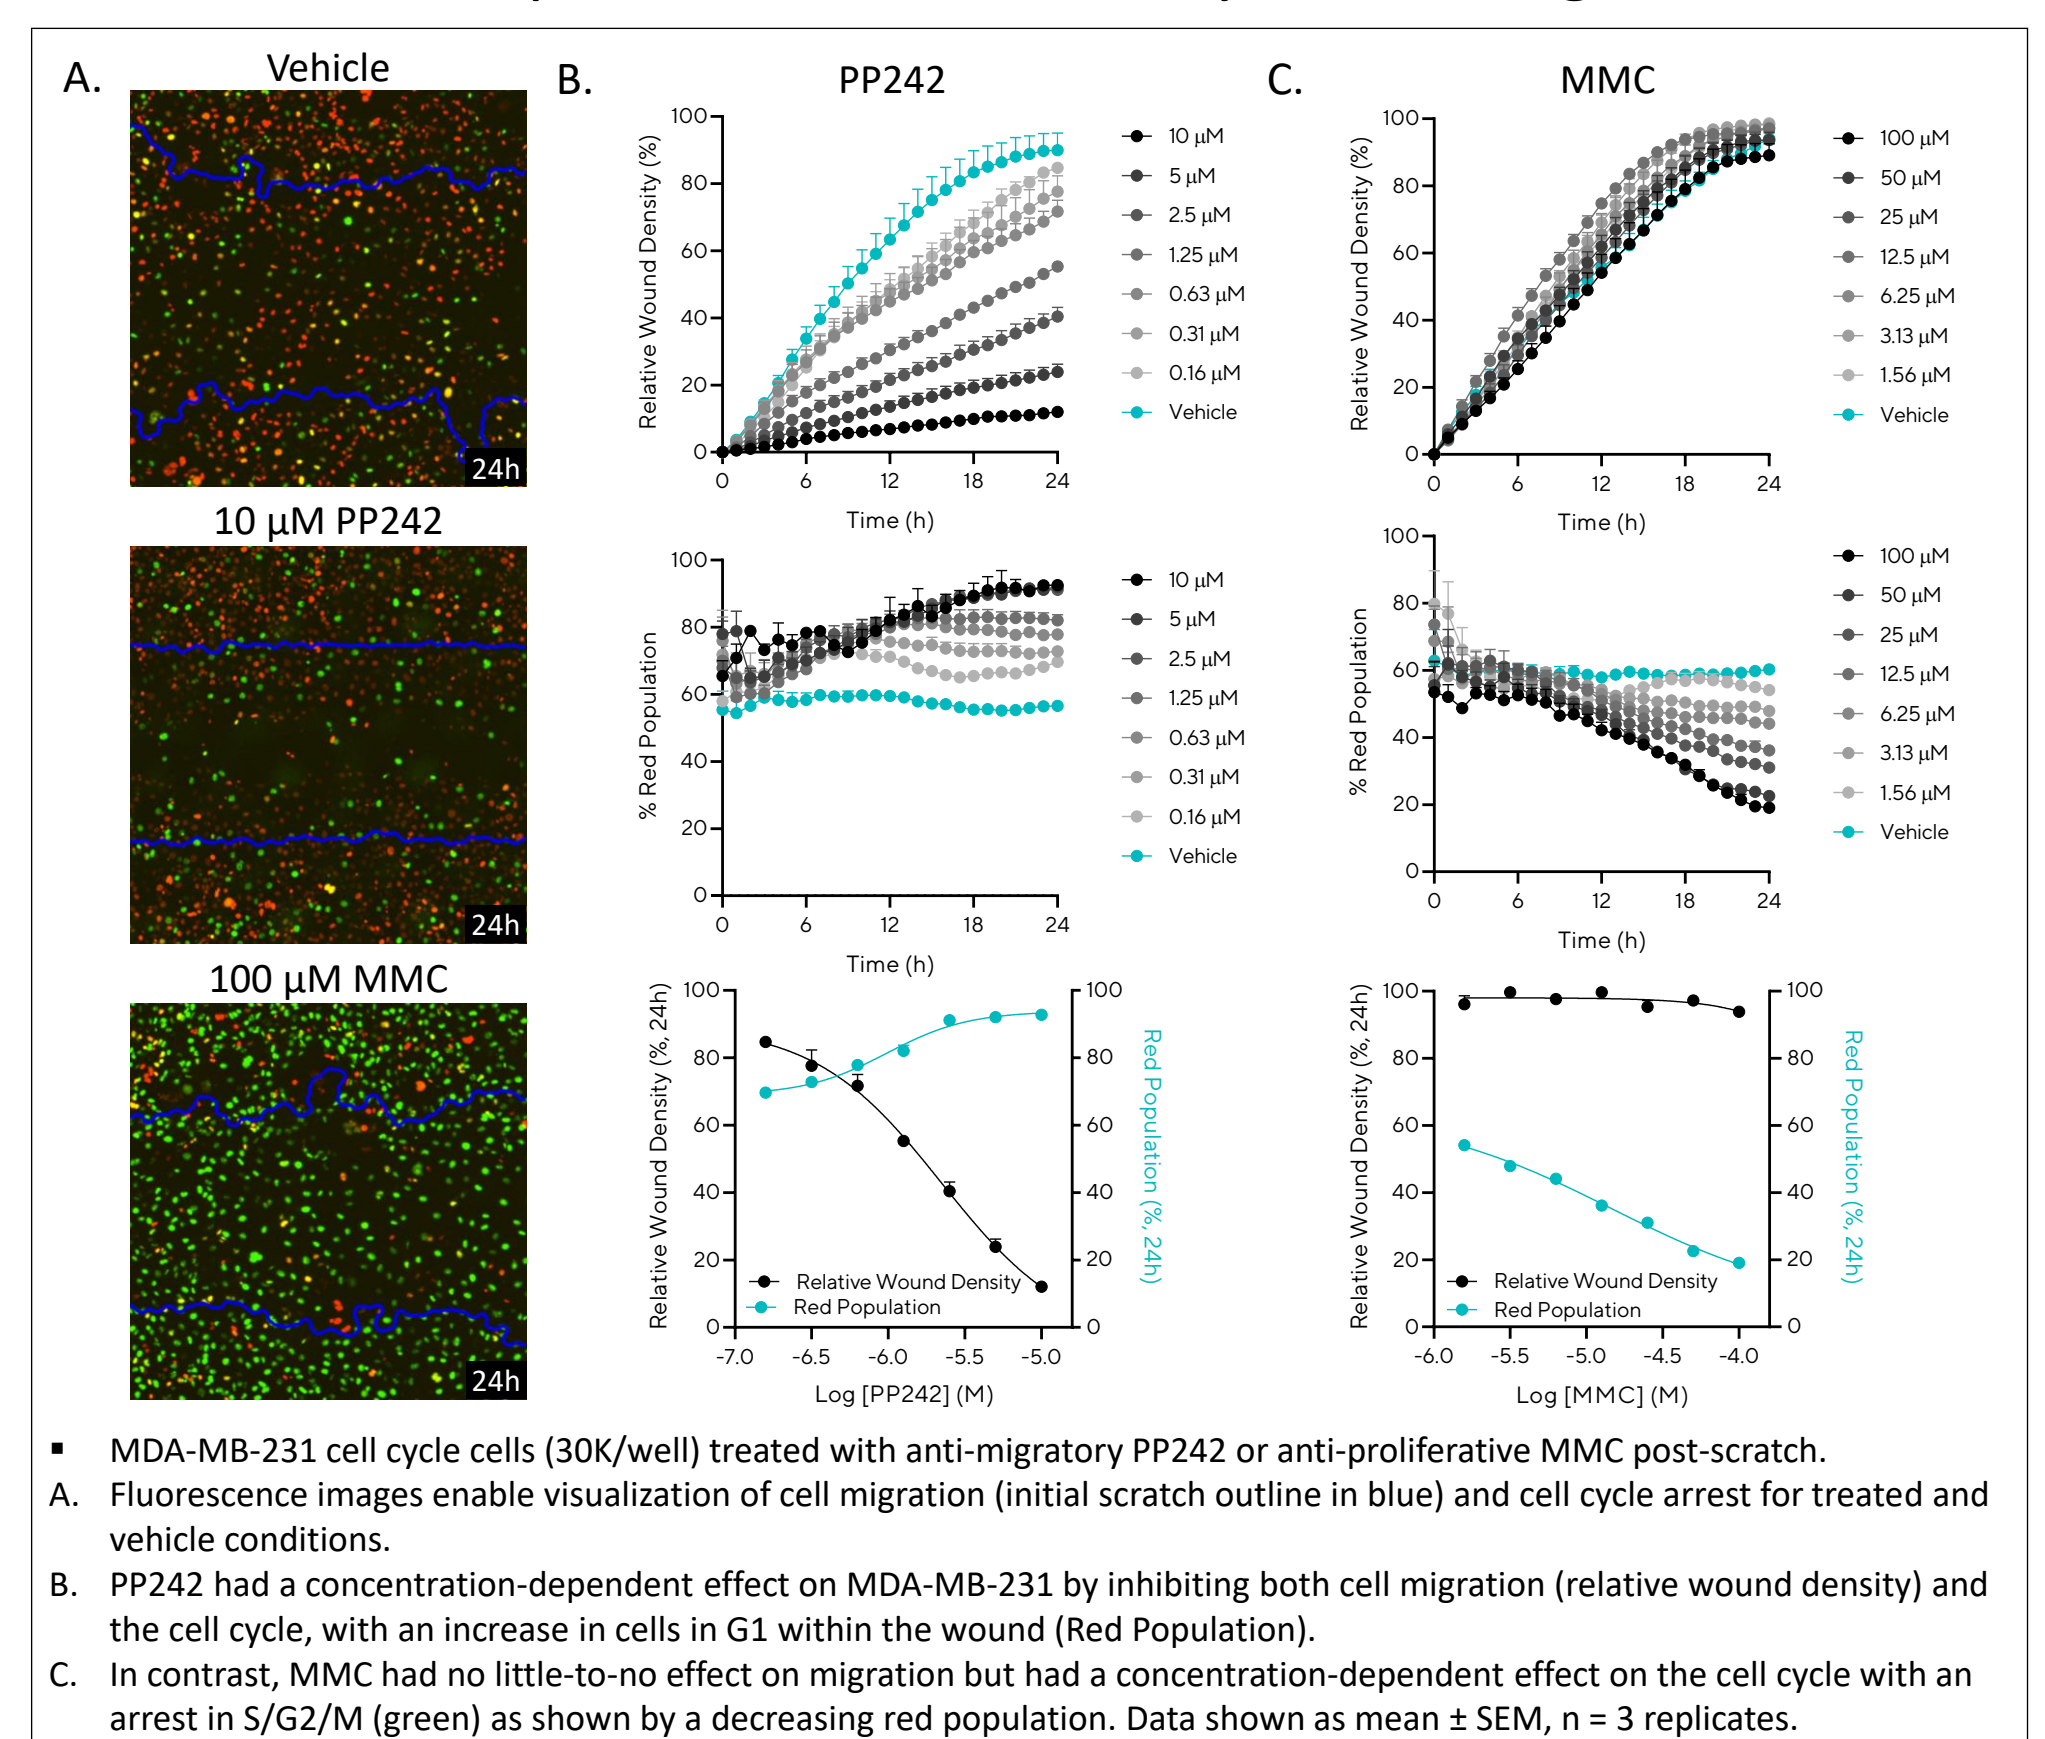 A.
Vehicle
24h
10 µM PP242
24h
100 µM MMC
24h
B.
PP242
Relative Wound Density (%)
100
80
60
40
20
0
0 6 12 18 24
Time (h)
10 µM
5 µM
2.5 µM
1.25 µM
0.63 µM
0.31 µM
0.16 µM
Vehicle
% Red Population
100
80
60
40
20
0
0 6 12 18 24
Time (h)
10 µM
5 µM
2.5 µM
1.25 µM
0.63 µM
0.31 µM
0.16 µM
Vehicle
Relative Wound Density (%, 24h)
100
80
60
40
20
0
Relative Wound Density
Red Population
-7.0 -6.5 -6.0 -5.5 -5.0
Log [PP242] (M)
100
80
60
40
20
0
Red Population (%, 24h)
C.
MMC
Relative Wound Density (%)
100
80
60
40
20
0
0 6 12 18 24
Time (h)
100 µM
50 µM
25 µM
12.5 µM
6.25 µM
3.13 µM
1.56 µM
Vehicle
% Red Population
100
80
60
40
20
0
0 6 12 18 24
Time (h)
100 µM
50 µM
25 µM
12.5 µM
6.25 µM
3.13 µM
1.56 µM
Vehicle
Relative Wound Density (%, 24h)
100
80
60
40
20
0
Relative Wound Density
Red Population
-6.0 -5.5 -5.0 -4.5 -4.0
Log [MMC] (M)
100
80
60
40
20
0
Red Population (%, 24h)
▪ MDA-MB-231 cell cycle cells (30K/well) treated with anti-migratory PP242 or anti-proliferative MMC post-scratch.
A. Fluorescence images enable visualization of cell migration (initial scratch outline in blue) and cell cycle arrest for treated and
vehicle conditions.
B. PP242 had a concentration-dependent effect on MDA-MB-231 by inhibiting both cell migration (relative wound density) and
the cell cycle, with an increase in cells in G1 within the wound (Red Population).
C. In contrast, MMC had no little-to-no effect on migration but had a concentration-dependent effect on the cell cycle with an
arrest in S/G2/M (green) as shown by a decreasing red population. Data shown as mean ± SEM, n = 3 replicates.